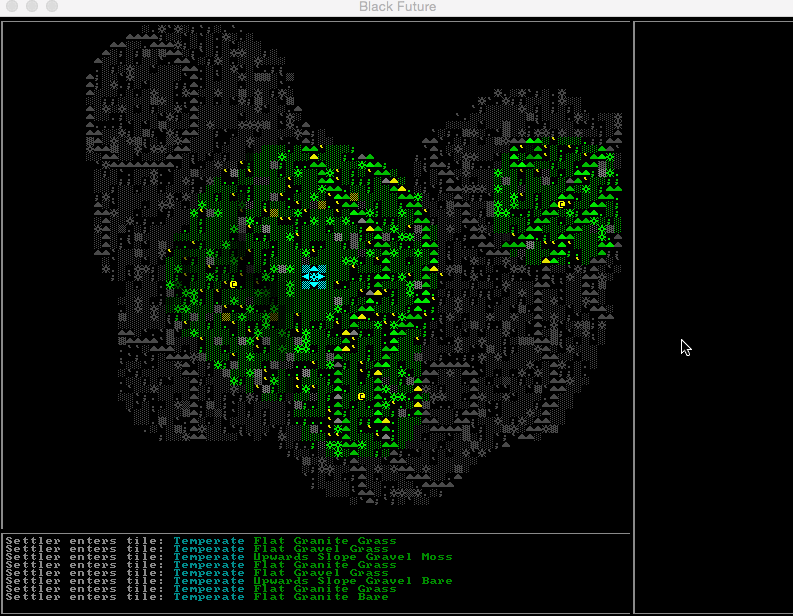 Black Future
Settler enters tile: Temperate Flat Granite Grass
Settler enters tile: Temperate Flat Gravel Grass
Settler enters tile: Temperate Upwards Slope Gravel Moss
Settler enters tile: Temperate Flat Granite Grass
Settler enters tile: Temperate Flat Gravel Grass
Settler enters tile: Temperate Upwards Slope Gravel Bare
Settler enters tile: Temperate Flat Granite Grass
Settler enters tile: Temperate Flat Granite Bare